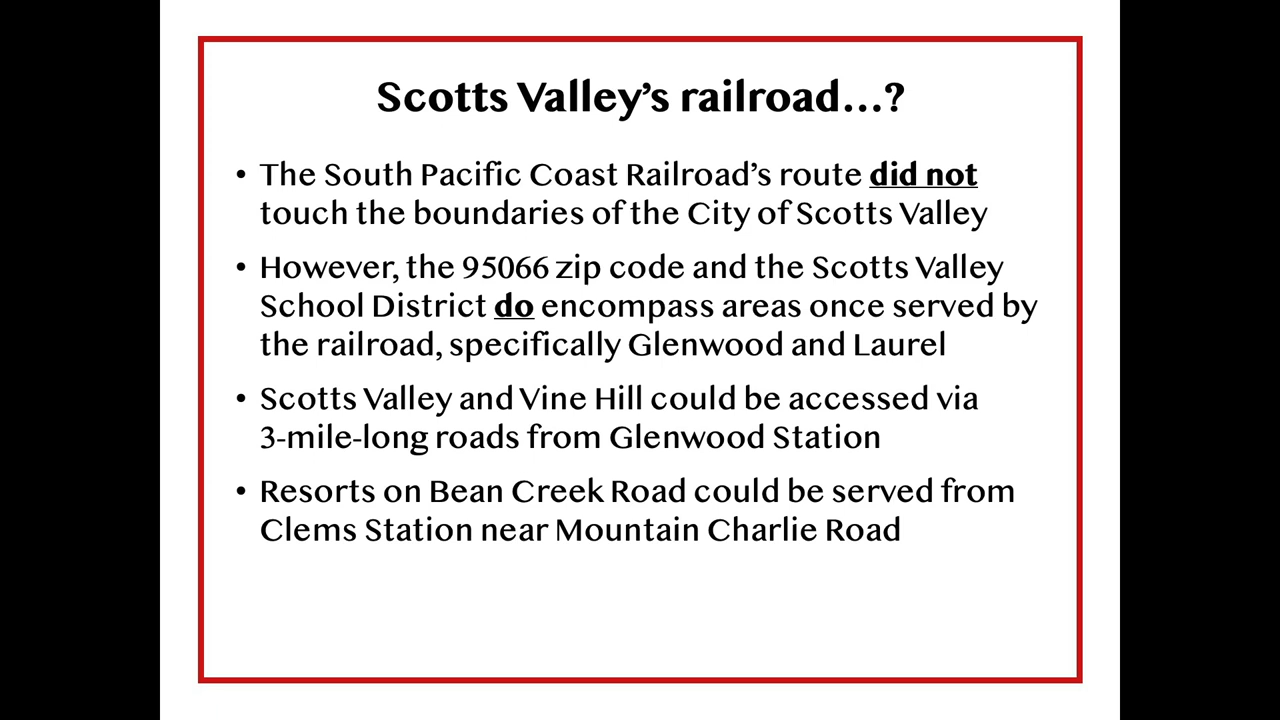 Scotts Valley’s railroad…?
• The South Pacific Coast Railroad’s route did not
touch the boundaries of the City of Scotts Valley
• However, the 95066 zip code and the Scotts Valley
School District do encompass areas once served by
the railroad, specifically Glenwood and Laurel
• Scotts Valley and Vine Hill could be accessed via
3-mile-long roads from Glenwood Station
• Resorts on Bean Creek Road could be served from
Clems Station near Mountain Charlie Road